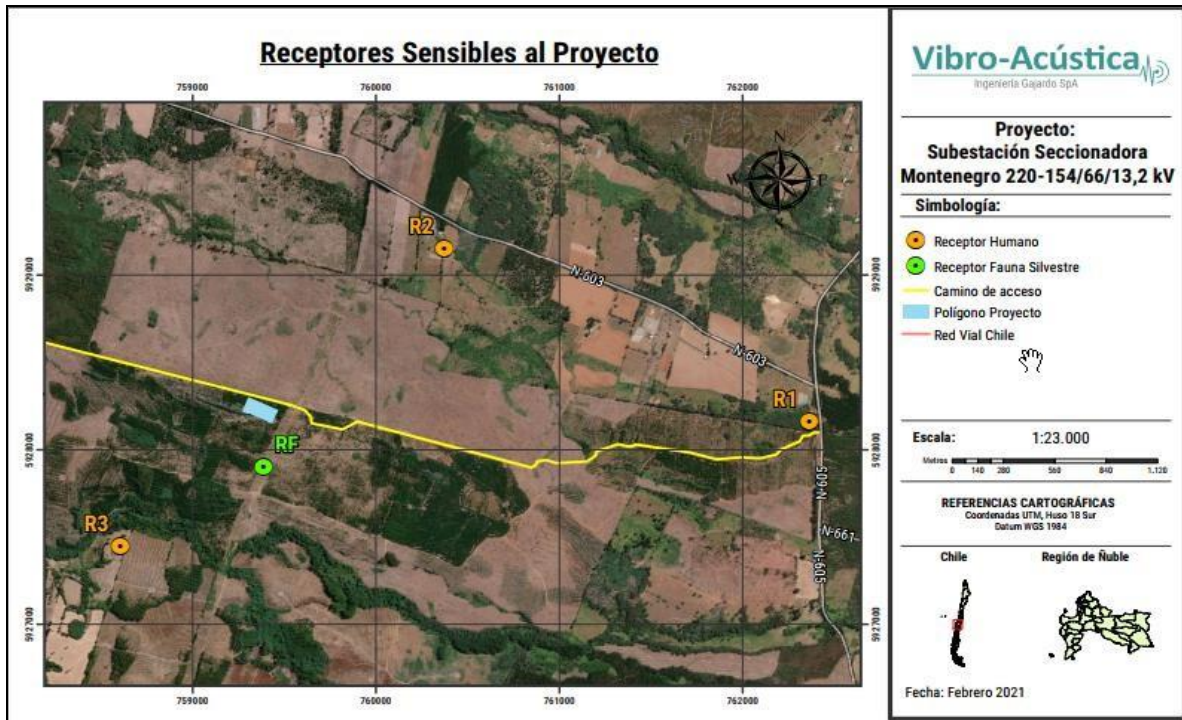 Receptores Sensibles al Proyecto
759000 760000 761000 762000
5929000
5928000
5927000
5929000
5928000
5927000
759000 760000 761000 762000
N
W
R2
N-603
N-603
R1
RF
R3
N-605
N-661
N-605
Vibro-Acústica
Ingeniería Gajardo SpA
Proyecto:
Subestación Seccionadora
Montenegro 220-154/66/13,2 kV
Simbología:
Receptor Humano
Receptor Fauna Silvestre
Camino de acceso
Polígono Proyecto
Red Vial Chile
Escala: 1:23.000
Metros
0 140 280 560 840 1.120
REFERENCIAS CARTOGRÁFICAS
Coordenadas UTM, Huso 18 Sur
Datum WGS 1984
Chile Región de Ñuble
Fecha: Febrero 2021